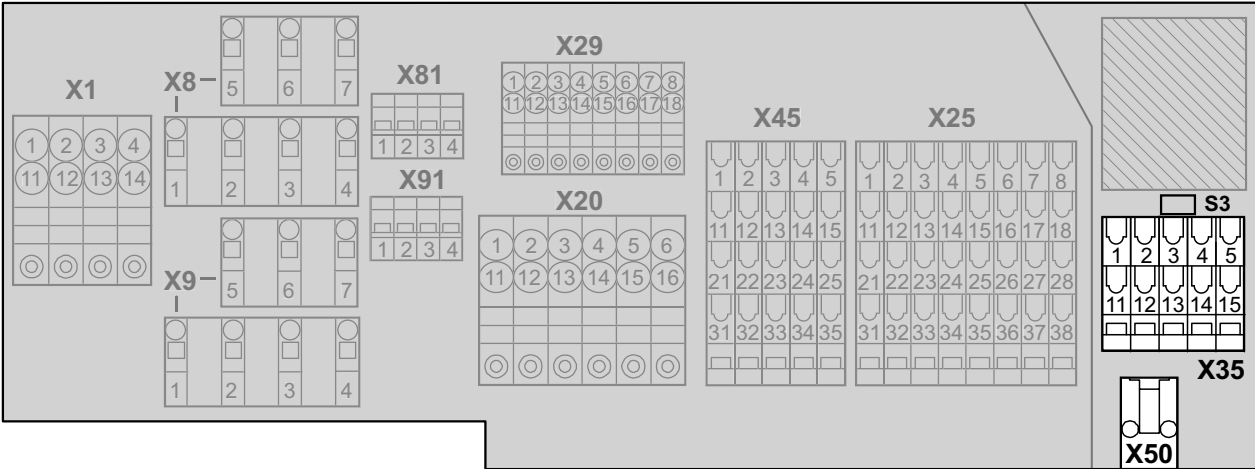 X1
1 2 3 4
11 12 13 14
X8
5 6 7
1 2 3 4
X9
5 6 7
1 2 3 4
X81
1 2 3 4
X91
1 2 3 4
X29
1 2 3 4 5 6 7 8
11 12 13 14 15 16 17 18
X20
1 2 3 4 5 6
11 12 13 14 15 16
X45
1 2 3 4 5
11 12 13 14 15
21 22 23 24 25
31 32 33 34 35
X25
1 2 3 4 5 6 7 8
11 12 13 14 15 16 17 18
21 22 23 24 25 26 27 28
31 32 33 34 35 36 37 38
S3
1 2 3 4 5
11 12 13 14 15
X35
X50